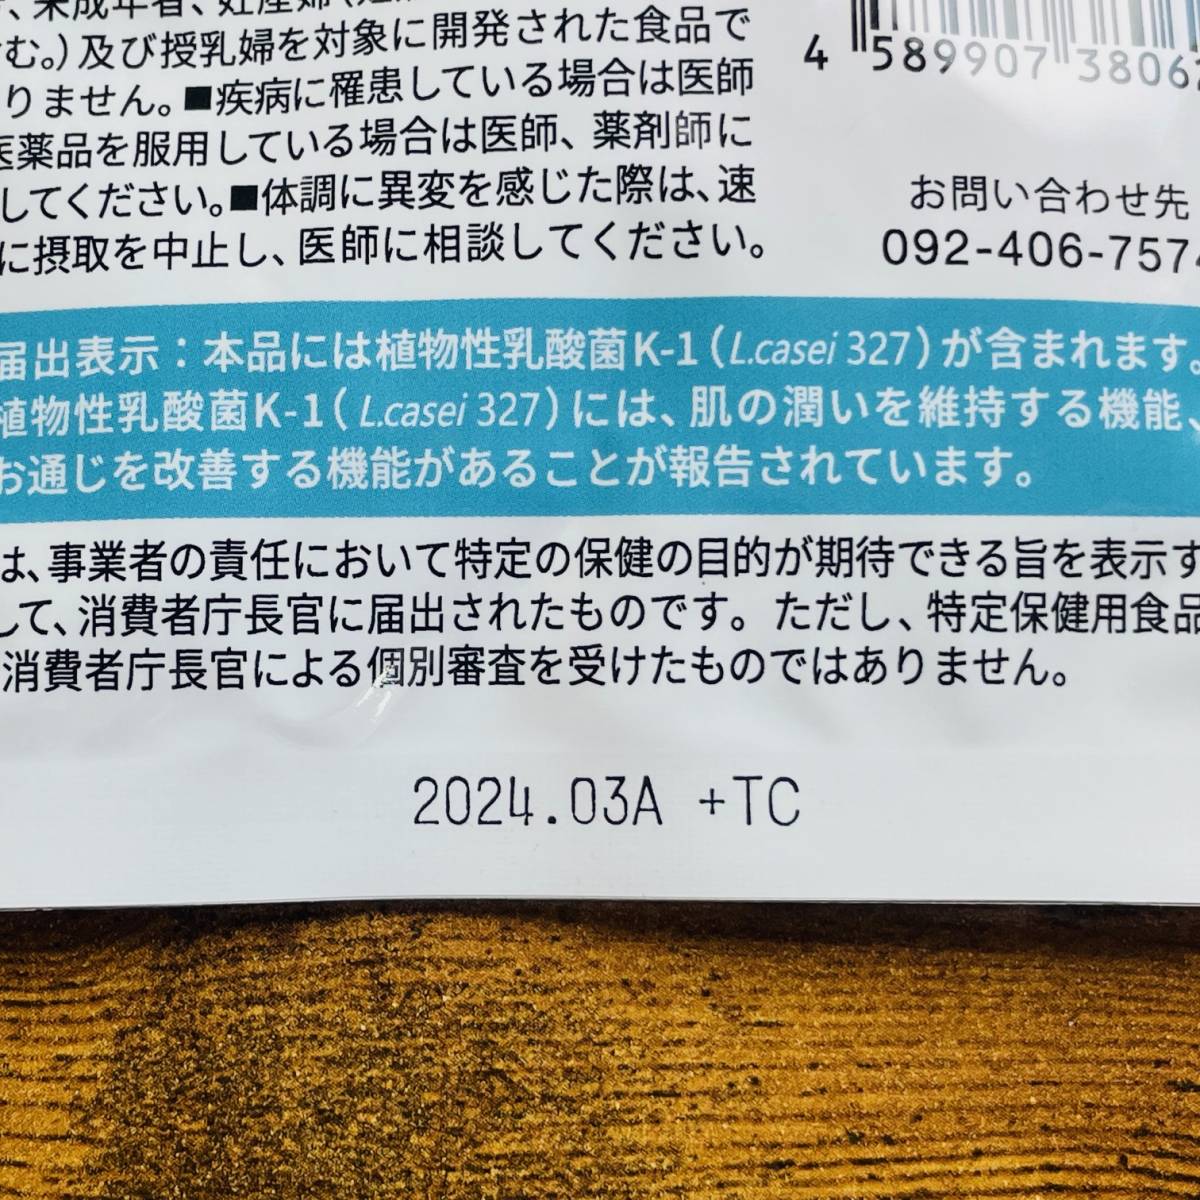 、未成年者、妊産婦(妊
む。)及び授乳婦を対象に開発された食品で
りません。■疾病に罹患している場合は医師
医薬品を服用している場合は医師、薬剤師に
してください。■体調に異変を感じた際は、速
に摂取を中止し、医師に相談してください。
4 589907 38062
お問い合わせ先
092-406-7574
届出表示：本品には植物性乳酸菌K-1（L.casei 327）が含まれます。
植物性乳酸菌K-1（L.casei 327）には、肌の潤いを維持する機能、
お通じを改善する機能があることが報告されています。
は、事業者の責任において特定の保健の目的が期待できる旨を表示す
して、消費者庁長官に届出されたものです。ただし、特定保健用食品
消費者庁長官による個別審査を受けたものではありません。
2024.03A +TC